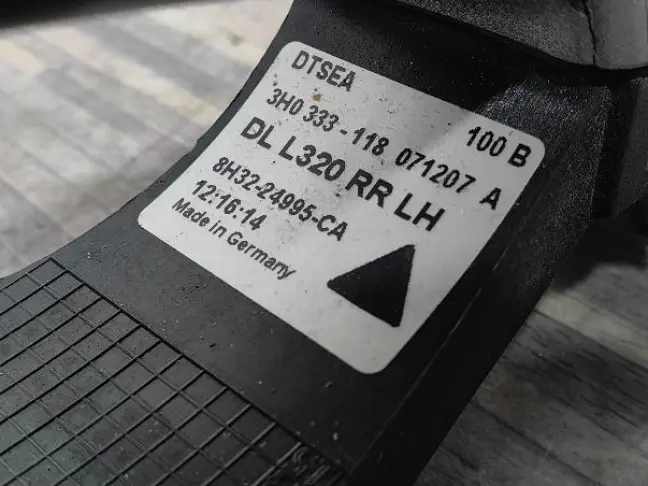 DTSEA
3H0 333-118 071207 A 100 B
DL L320 RR LH
8H32-24995-CA
12:16:14
Made in Germany